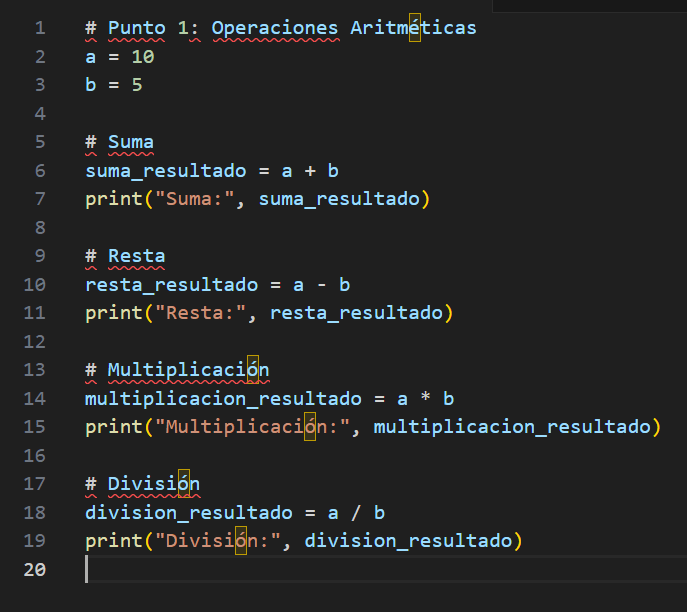 1 # Punto 1: Operaciones Aritméticas
2 a = 10
3 b = 5
4
5 # Suma
6 suma_resultado = a + b
7 print("Suma:", suma_resultado)
8
9 # Resta
10 resta_resultado = a - b
11 print("Resta:", resta_resultado)
12
13 # Multiplicación
14 multiplicacion_resultado = a * b
15 print("Multiplicación:", multiplicacion_resultado)
16
17 # División
18 division_resultado = a / b
19 print("División:", division_resultado)
20